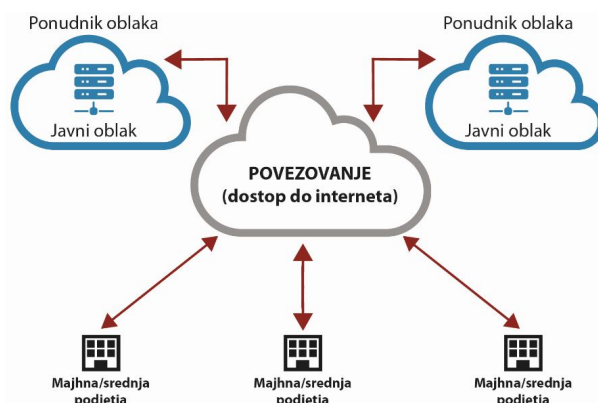 Ponudnik oblaka
Ponudnik oblaka
Javni oblak
Javni oblak
POVEZOVANJE
(dostop do interneta)
Majhna/srednja
podjetja
Majhna/srednja
podjetja
Majhna/srednja
podjetja